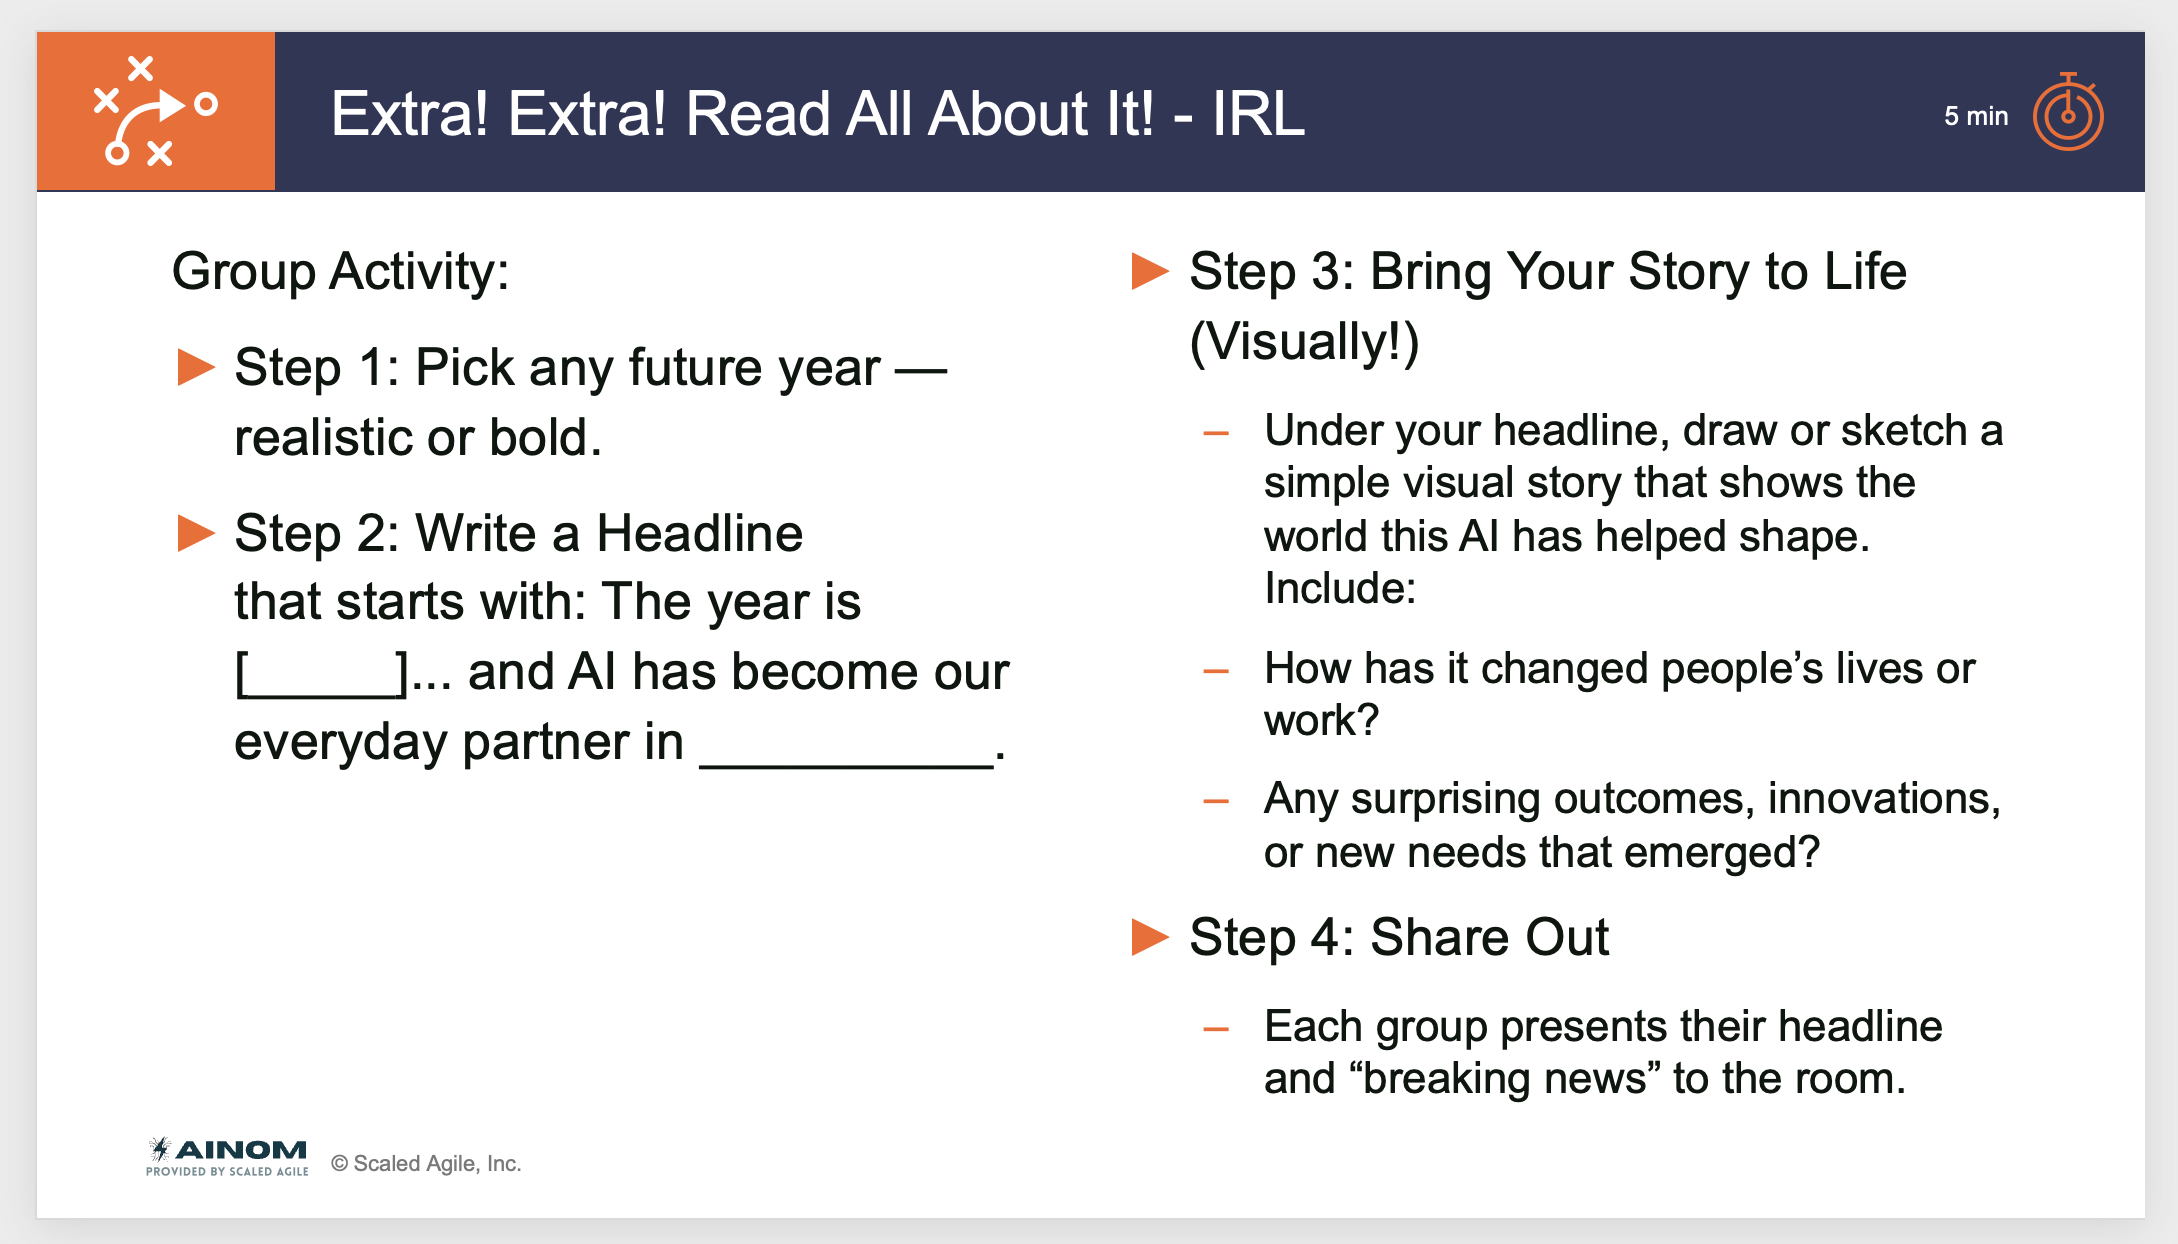 Extra! Extra! Read All About It! - IRL
5 min
Group Activity:
Step 1: Pick any future year —
realistic or bold.
Step 2: Write a Headline
that starts with: The year is
[_____]... and AI has become our
everyday partner in __________.
Step 3: Bring Your Story to Life
(Visually!)
– Under your headline, draw or sketch a
simple visual story that shows the
world this AI has helped shape.
Include:
– How has it changed people’s lives or
work?
– Any surprising outcomes, innovations,
or new needs that emerged?
Step 4: Share Out
– Each group presents their headline
and “breaking news” to the room.
AINOM
PROVIDED BY SCALED AGILE
© Scaled Agile, Inc.